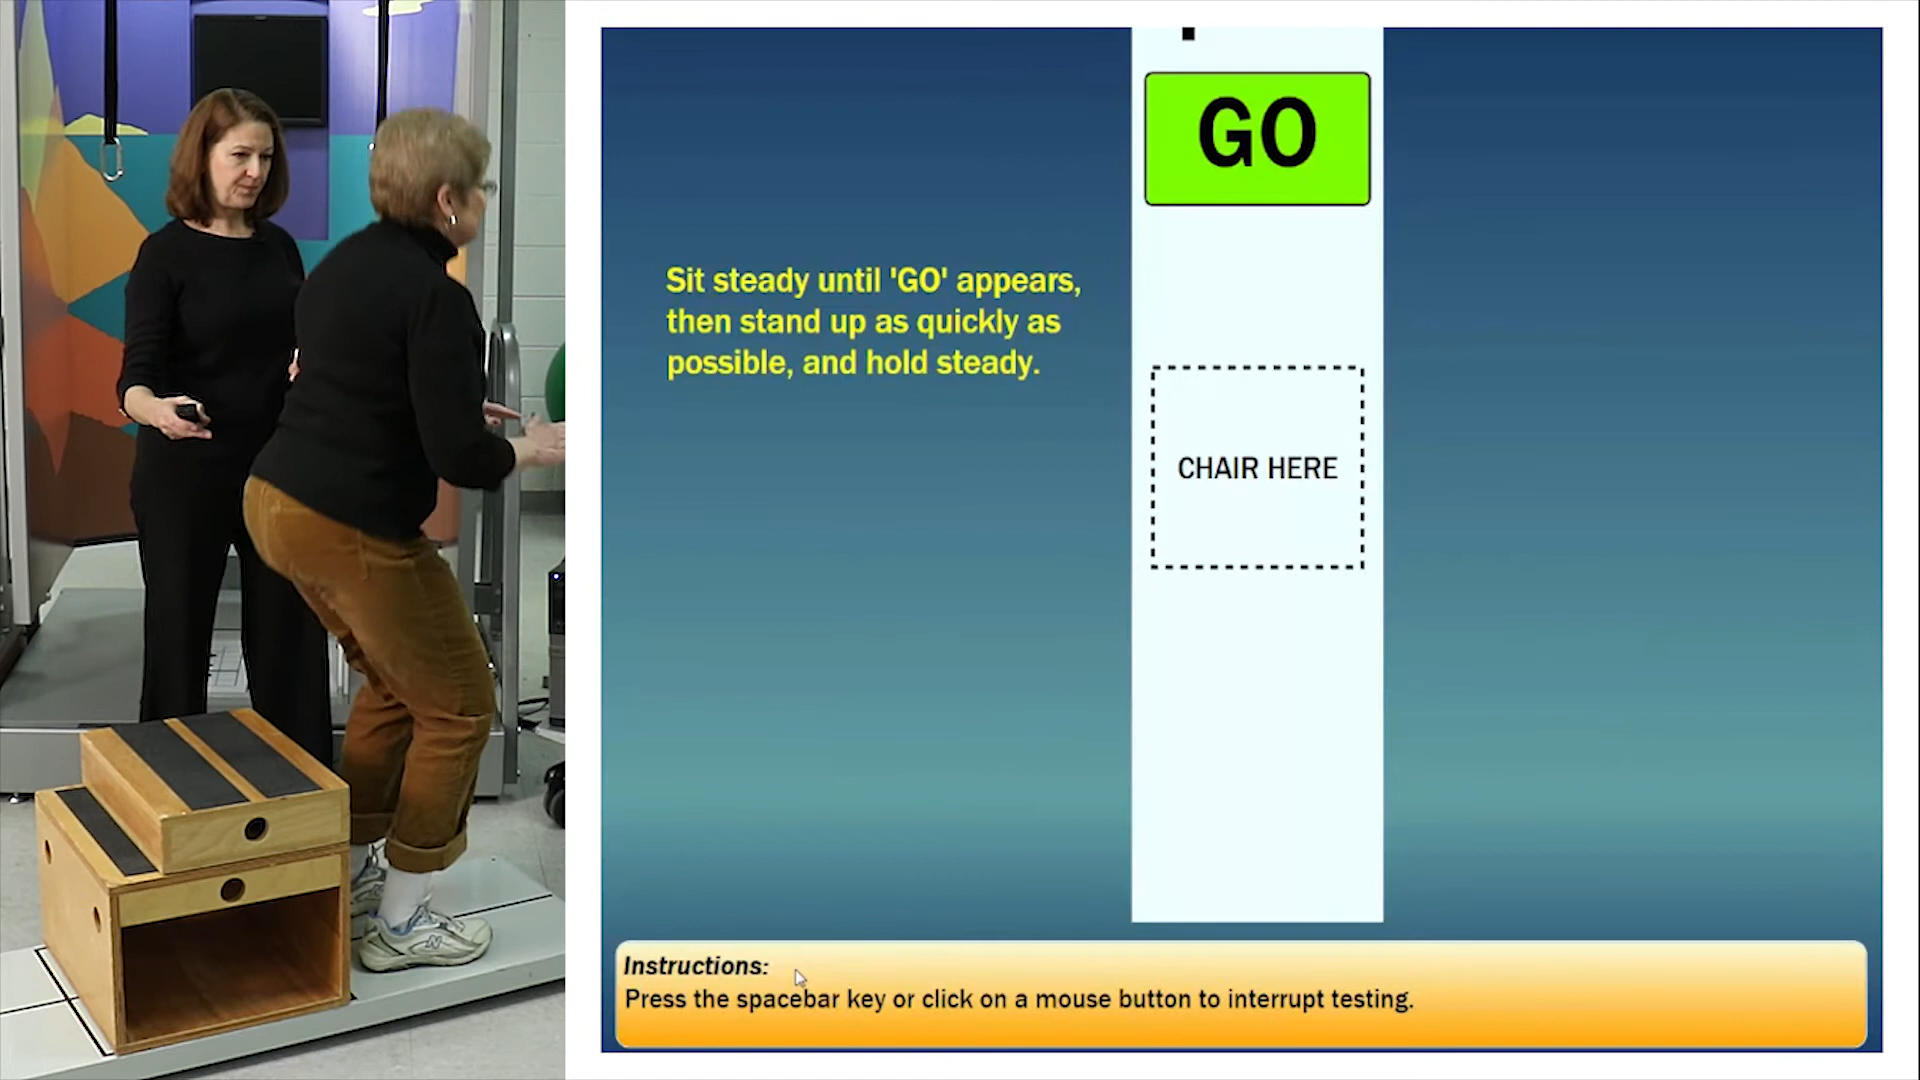 GO
Sit steady until 'GO' appears,
then stand up as quickly as
possible, and hold steady.
CHAIR HERE
Instructions:
Press the spacebar key or click on a mouse button to interrupt testing.